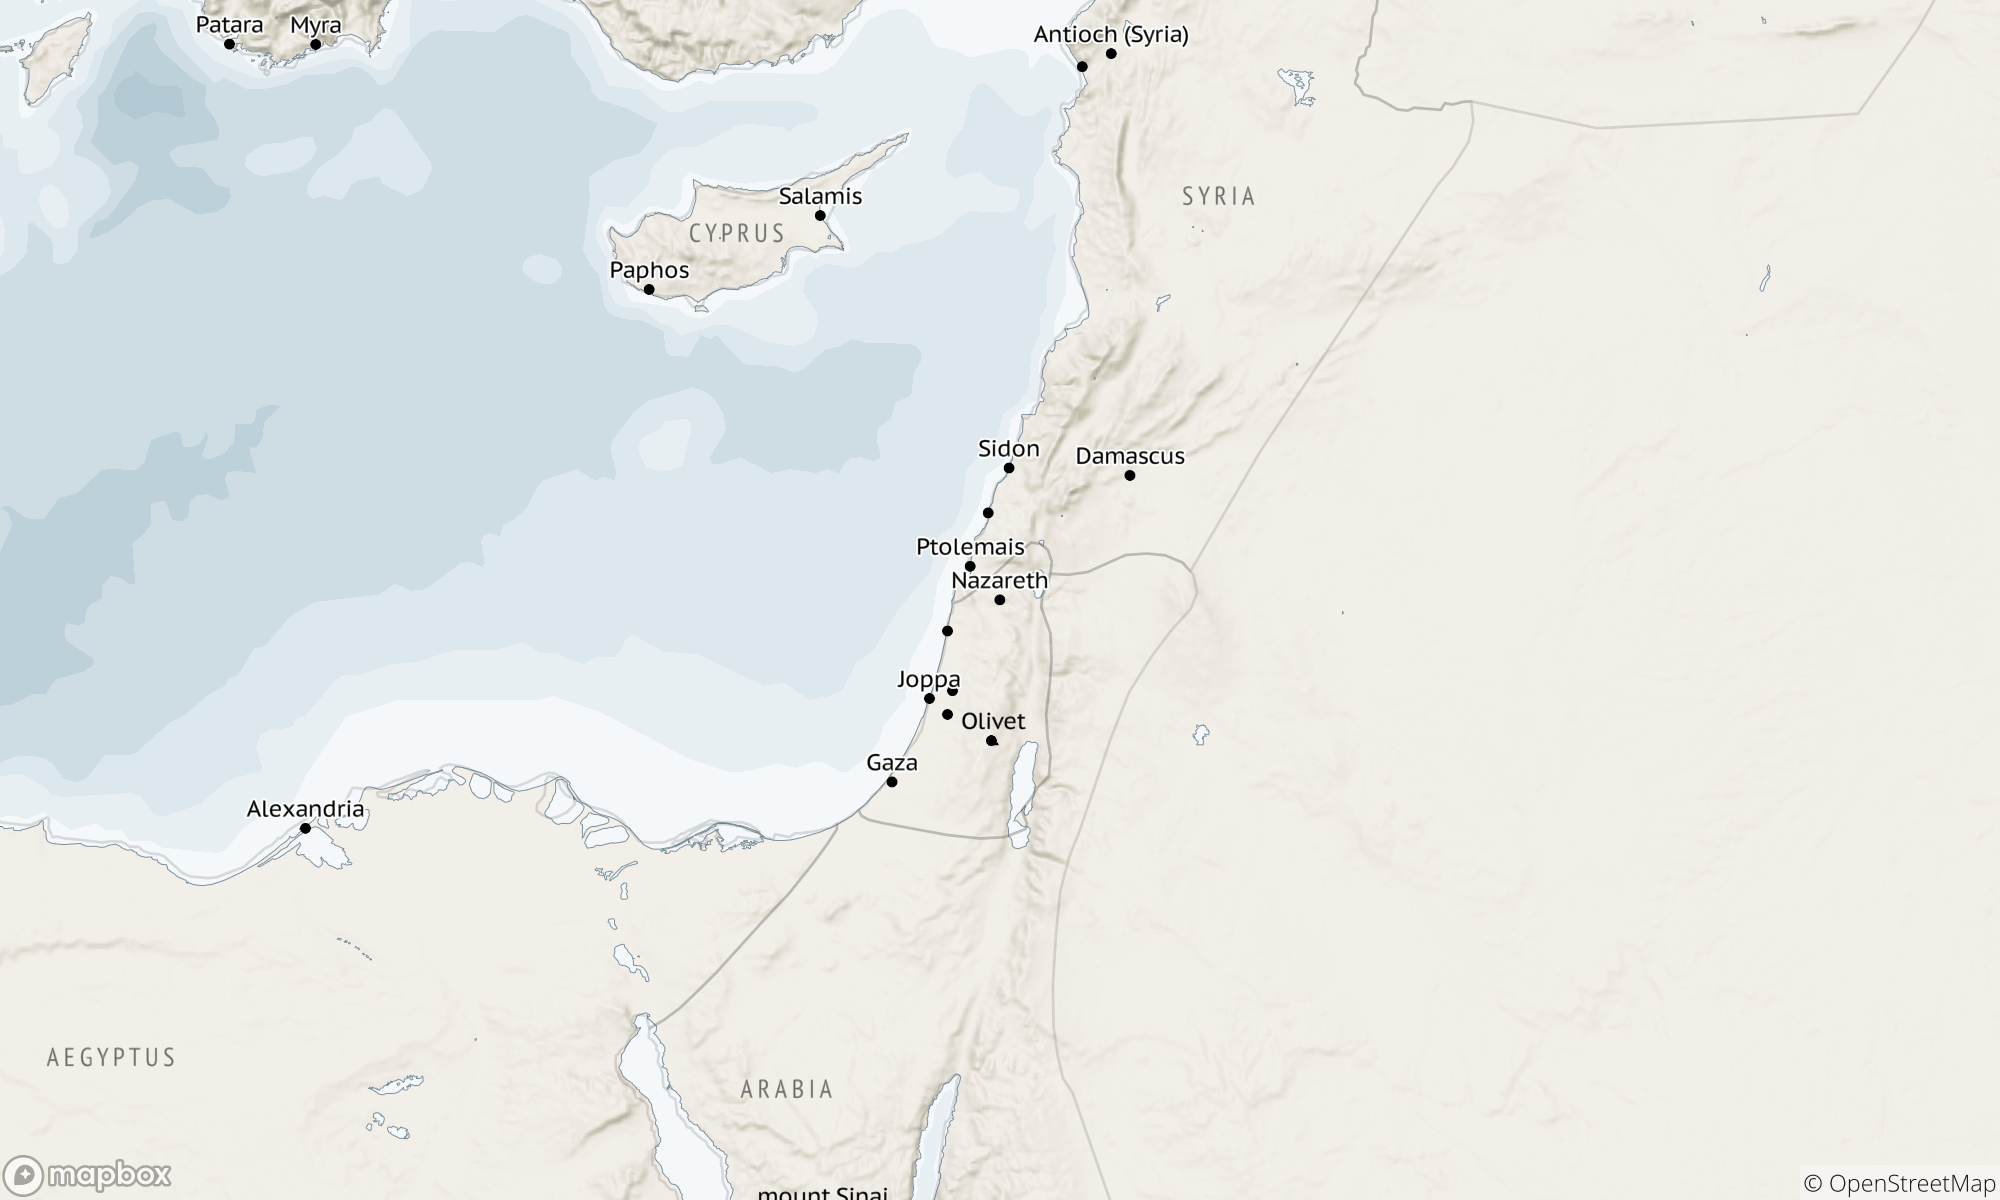 Patara
Myra
Antioch (Syria)
SYRIA
Salamis
CYPRUS
Paphos
Sidon
Damascus
Ptolemais
Nazareth
Joppa
Olivet
Gaza
Alexandria
AEGYPTUS
ARABIA
mapbox
mount Sinai
© OpenStreetMap